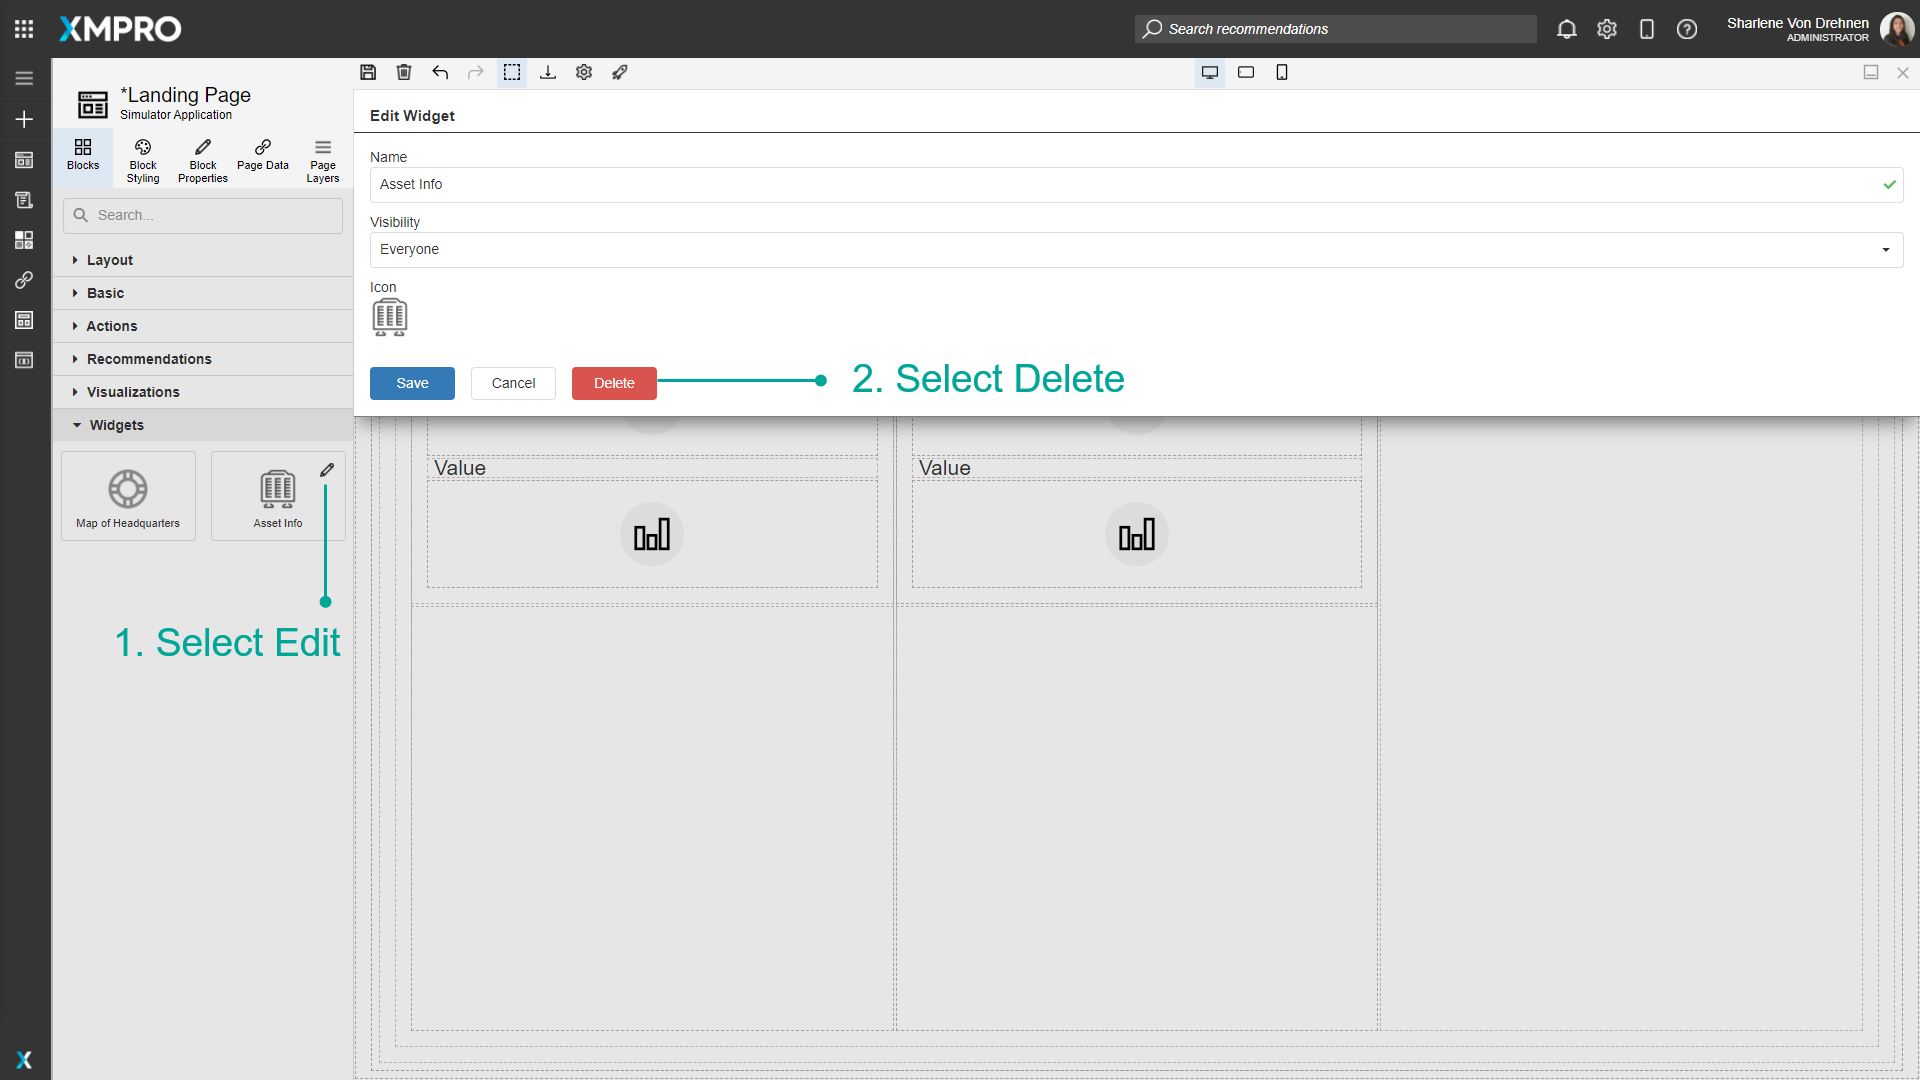 XMPRO
Search recommendations
Sharlene Von Drehnen
ADMINISTRATOR
*Landing Page
Simulator Application
Blocks
Block Styling
Block Properties
Page Data
Page Layers
Search...
Layout
Basic
Actions
Recommendations
Visualizations
Widgets
Map of Headquarters
Asset Info
1. Select Edit
Edit Widget
Name
Asset Info
Visibility
Everyone
Icon
Save
Cancel
Delete
2. Select Delete
Value
Value